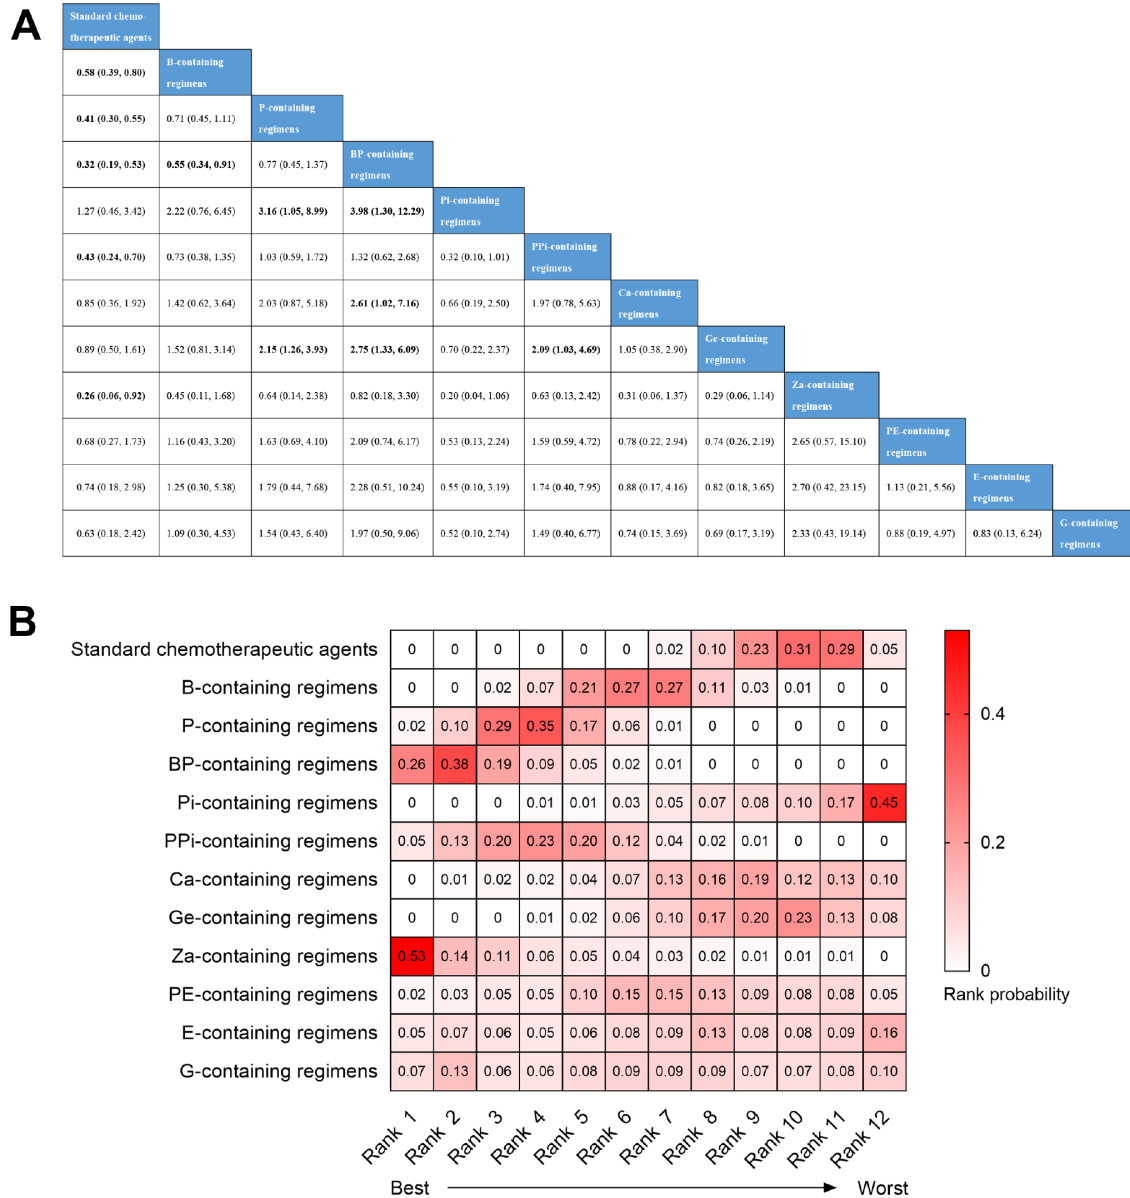 A
Standard chemo-
therapeutic agents
0.58 (0.39, 0.80)
B-containing
regimens
0.41 (0.30, 0.55)
0.71 (0.45, 1.11)
P-containing
regimens
0.32 (0.19, 0.53)
0.55 (0.34, 0.91)
0.77 (0.45, 1.37)
BP-containing
regimens
1.27 (0.46, 3.42)
2.22 (0.76, 6.45)
3.16 (1.05, 8.99)
3.98 (1.30, 12.29)
Pi-containing
regimens
0.43 (0.24, 0.70)
0.73 (0.38, 1.35)
1.03 (0.59, 1.72)
1.32 (0.62, 2.68)
0.32 (0.10, 1.01)
PPi-containing
regimens
0.85 (0.36, 1.92)
1.42 (0.62, 3.64)
2.03 (0.87, 5.18)
2.61 (1.02, 7.16)
0.66 (0.19, 2.50)
1.97 (0.78, 5.63)
Ca-containing
regimens
0.89 (0.50, 1.61)
1.52 (0.81, 3.14)
2.15 (1.26, 3.93)
2.75 (1.33, 6.09)
0.70 (0.22, 2.37)
2.09 (1.03, 4.69)
1.05 (0.38, 2.90)
Ge-containing
regimens
0.26 (0.06, 0.92)
0.45 (0.11, 1.68)
0.64 (0.14, 2.38)
0.82 (0.18, 3.30)
0.20 (0.04, 1.06)
0.63 (0.13, 2.42)
0.31 (0.06, 1.37)
0.29 (0.06, 1.14)
Za-containing
regimens
0.68 (0.27, 1.73)
1.16 (0.43, 3.20)
1.63 (0.69, 4.10)
2.09 (0.74, 6.17)
0.53 (0.13, 2.24)
1.59 (0.59, 4.72)
0.78 (0.22, 2.94)
0.74 (0.26, 2.19)
2.65 (0.57, 15.10)
PE-containing
regimens
0.74 (0.18, 2.98)
1.25 (0.30, 5.38)
1.79 (0.44, 7.68)
2.28 (0.51, 10.24)
0.55 (0.10, 3.19)
1.74 (0.40, 7.95)
0.88 (0.17, 4.16)
0.82 (0.18, 3.65)
2.70 (0.42, 23.15)
1.13 (0.21, 5.56)
E-containing
regimens
0.63 (0.18, 2.42)
1.09 (0.30, 4.53)
1.54 (0.43, 6.40)
1.97 (0.50, 9.06)
0.52 (0.10, 2.74)
1.49 (0.40, 6.77)
0.74 (0.15, 3.69)
0.69 (0.17, 3.19)
2.33 (0.43, 19.14)
0.88 (0.19, 4.97)
0.83 (0.13, 6.24)
G-containing
regimens
B
Standard chemotherapeutic agents 0 0 0 0 0 0 0.02 0.10 0.23 0.31 0.29 0.05
B-containing regimens 0 0 0.02 0.07 0.21 0.27 0.27 0.11 0.03 0.01 0 0
P-containing regimens 0.02 0.10 0.29 0.35 0.17 0.06 0.01 0 0 0 0 0
BP-containing regimens 0.26 0.38 0.19 0.09 0.05 0.02 0.01 0 0 0 0 0
Pi-containing regimens 0 0 0 0.01 0.01 0.03 0.05 0.07 0.08 0.10 0.17 0.45
PPi-containing regimens 0.05 0.13 0.20 0.23 0.20 0.12 0.04 0.02 0.01 0 0 0
Ca-containing regimens 0 0.01 0.02 0.02 0.04 0.07 0.13 0.16 0.19 0.12 0.13 0.10
Ge-containing regimens 0 0 0 0.01 0.02 0.06 0.10 0.17 0.20 0.23 0.13 0.08
Za-containing regimens 0.53 0.14 0.11 0.06 0.05 0.04 0.03 0.02 0.01 0.01 0.01 0
PE-containing regimens 0.02 0.03 0.05 0.05 0.10 0.15 0.15 0.13 0.09 0.08 0.08 0.05
E-containing regimens 0.05 0.07 0.06 0.05 0.06 0.08 0.09 0.13 0.08 0.08 0.09 0.16
G-containing regimens 0.07 0.13 0.06 0.06 0.08 0.09 0.09 0.09 0.07 0.07 0.08 0.10
Rank 1 Rank 2 Rank 3 Rank 4 Rank 5 Rank 6 Rank 7 Rank 8 Rank 9 Rank 10 Rank 11 Rank 12
Best Worst
0.4
0.2
0
Rank probability